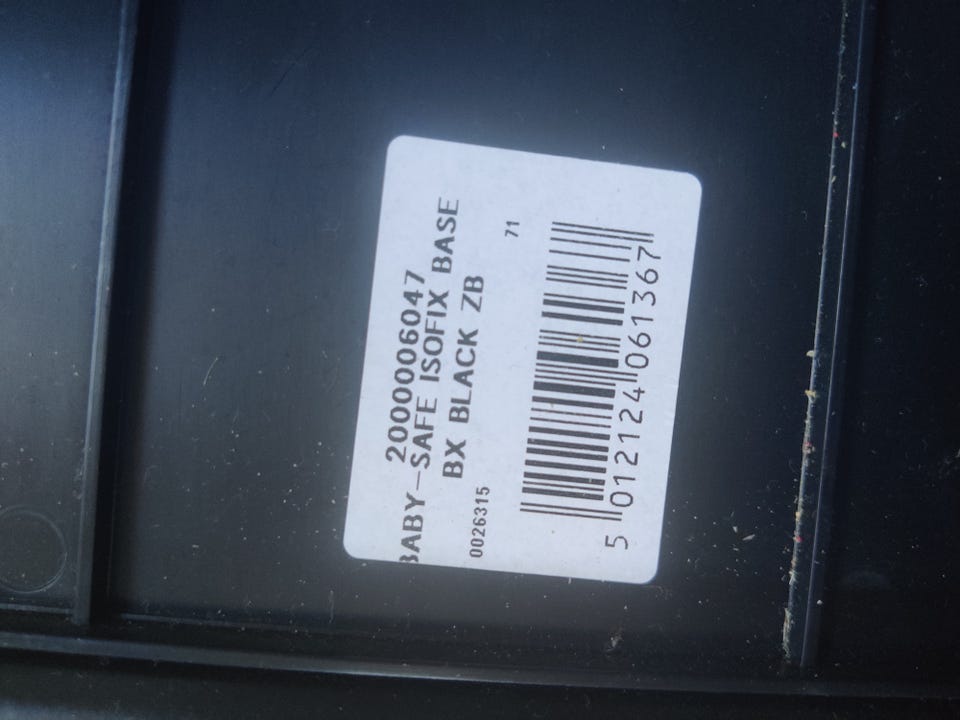 2000006047
BABY-SAFE ISOFIX BASE
BX BLACK ZB
0026315
71
5 012124 061367